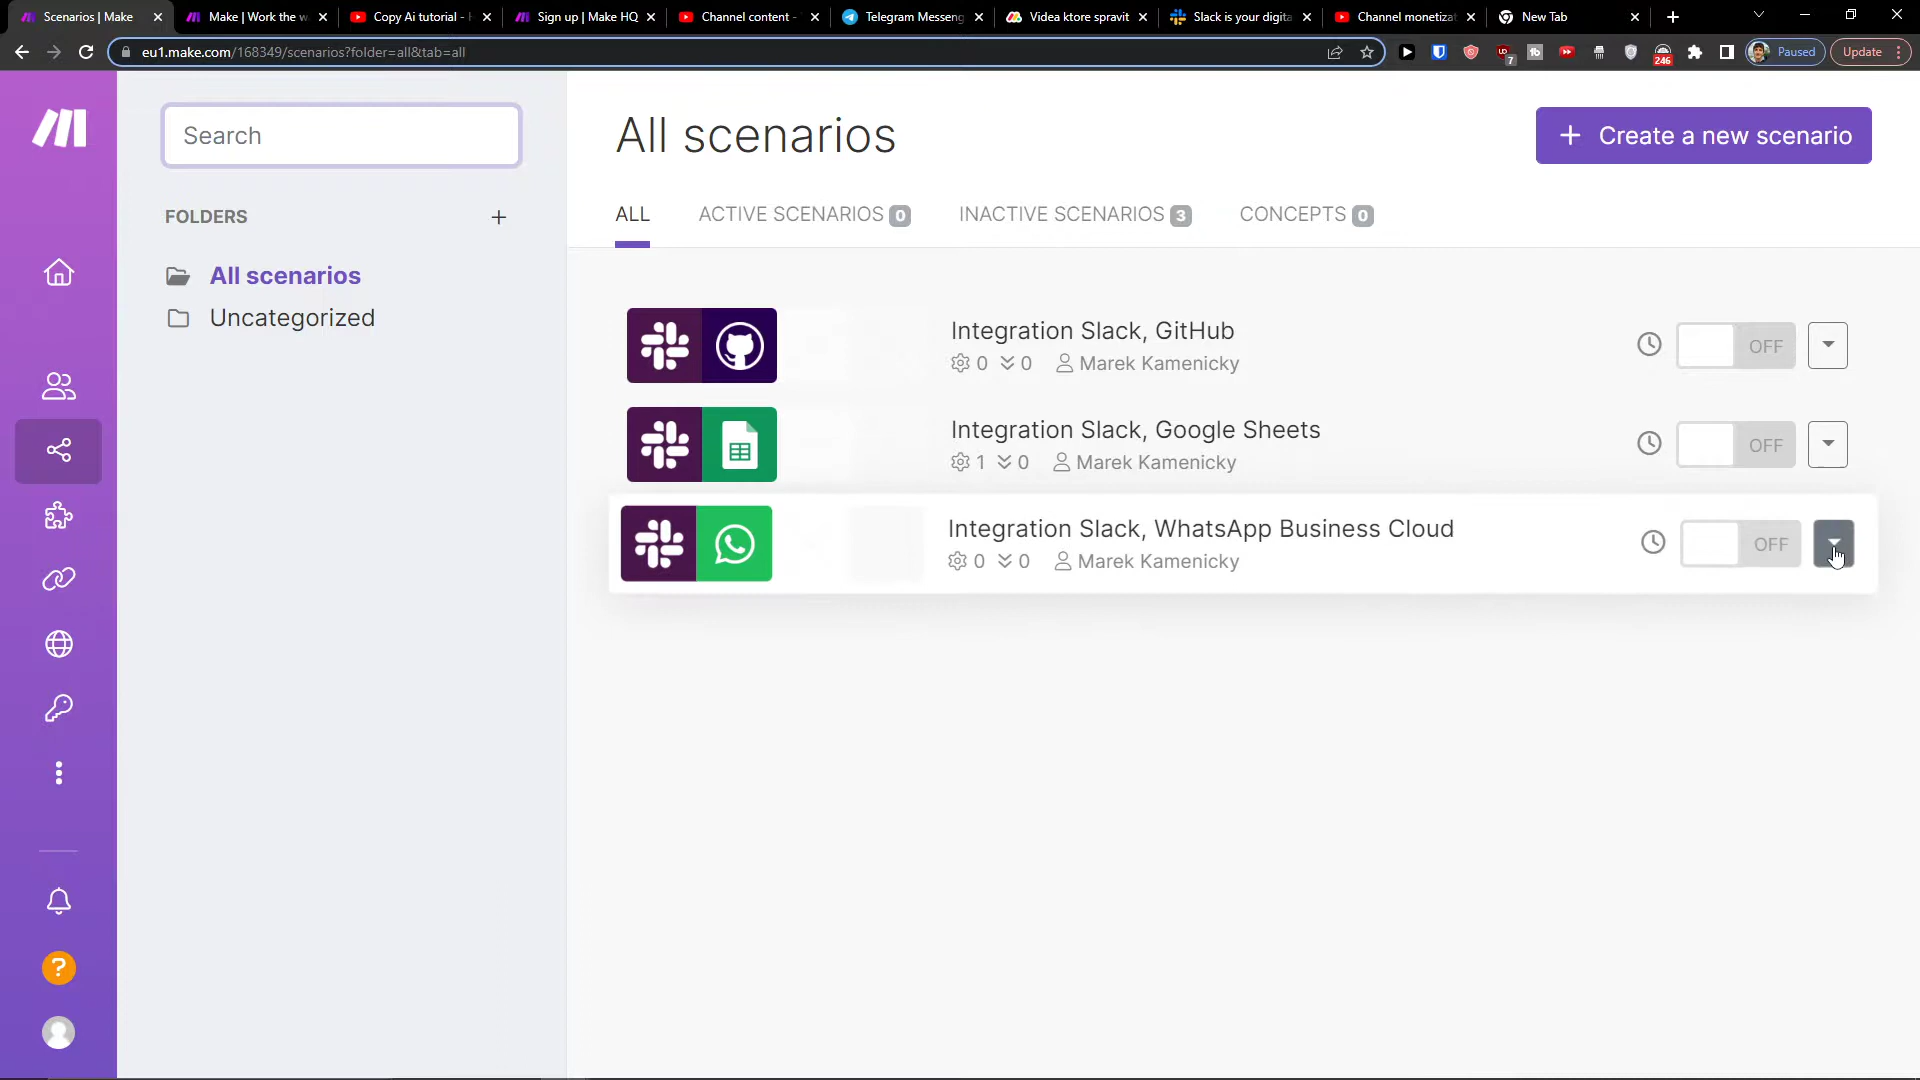 Scenarios | Make
Make | Work the w
Copy Ai tutorial -
Sign up | Make HQ
Channel content -
Telegram Messeng
Videa ktore spravit
Slack is your digita
Channel monetizat
New Tab
eu1.make.com/168349/scenarios?folder=all&tab=all
7
246
Paused
Update
Search
All scenarios
+ Create a new scenario
FOLDERS +
ALL
ACTIVE SCENARIOS 0
INACTIVE SCENARIOS 3
CONCEPTS 0
All scenarios
Uncategorized
Integration Slack, GitHub
0 0 Marek Kamenicky
OFF
Integration Slack, Google Sheets
1 0 Marek Kamenicky
OFF
Integration Slack, WhatsApp Business Cloud
0 0 Marek Kamenicky
OFF
?